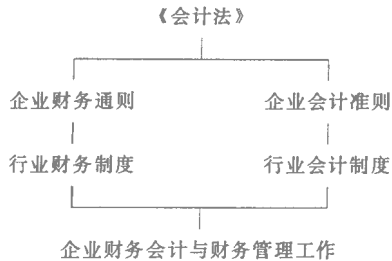 《会计法》
企业财务通则 企业会计准则
行业财务制度 行业会计制度
企业财务会计与财务管理工作